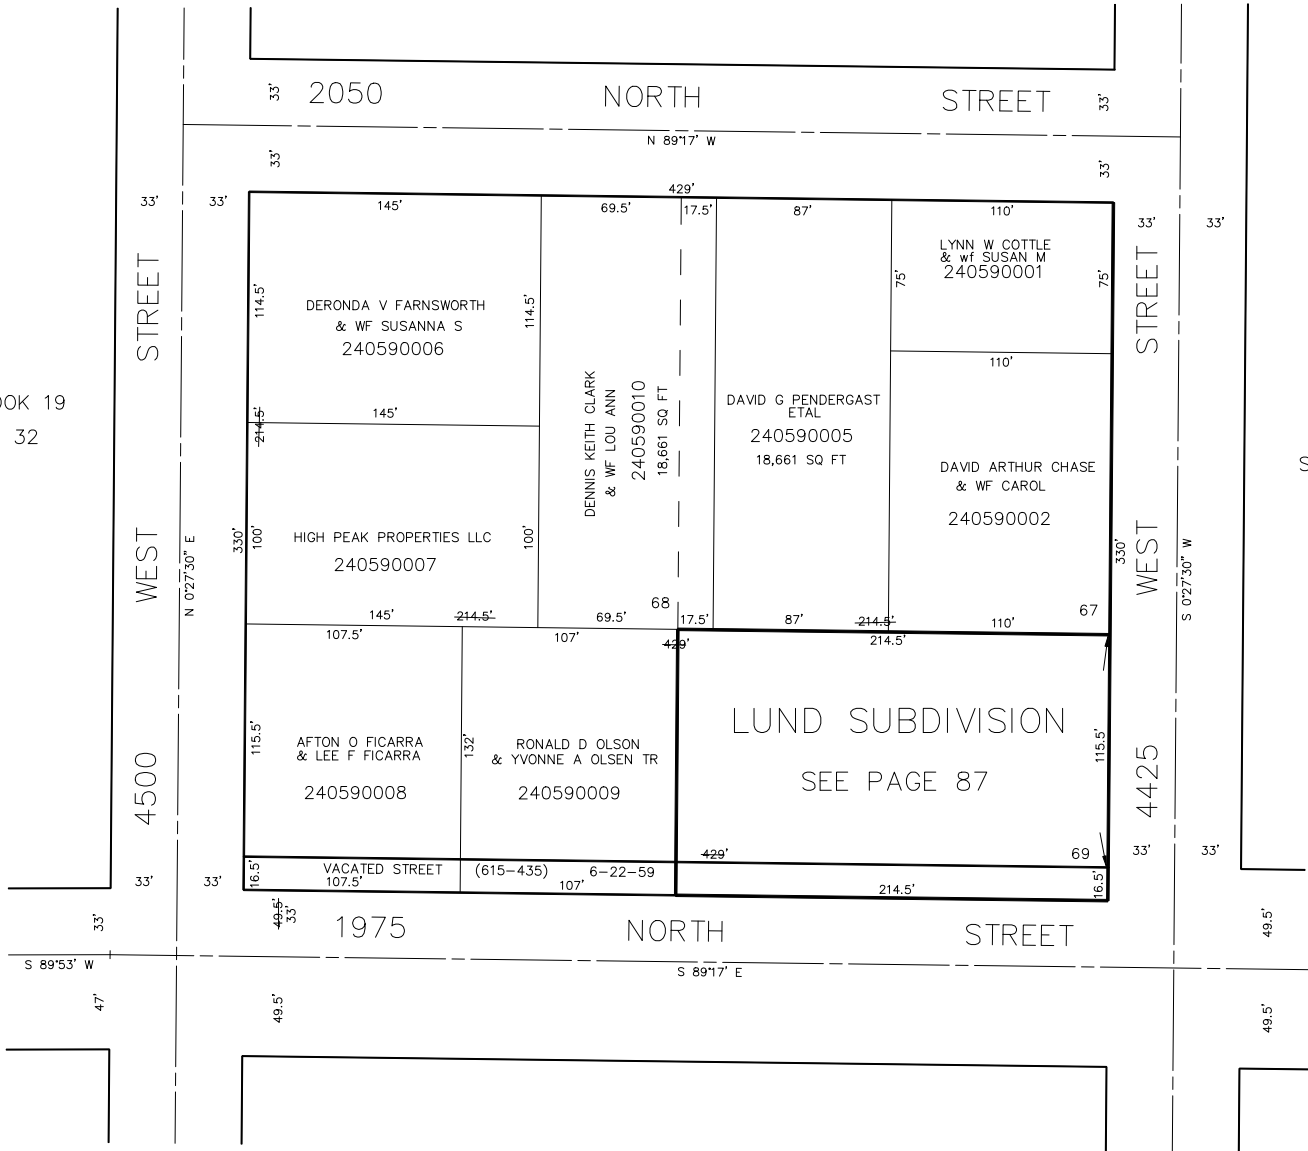 33'
2050 NORTH STREET
33'
N 89°17' W
33'
33'
429'
33'
33'
145'
69.5'
17.5'
87'
110'
33'
33'
4500 WEST STREET
4425 WEST STREET
N 0°27'30" E
S 0°27'30" W
330'
330'
114.5'
DERONDA V FARNSWORTH
& WF SUSANNA S
240590006
114.5'
214.5'
145'
100'
HIGH PEAK PROPERTIES LLC
240590007
100'
145'
214.5'
DENNIS KEITH CLARK
& WF LOU ANN
240590010
18,661 SQ FT
69.5'
68
17.5'
DAVID G PENDERGAST
ETAL
240590005
18,661 SQ FT
87'
214.5'
LYNN W COTTLE
& wf SUSAN M
240590001
75'
75'
110'
DAVID ARTHUR CHASE
& WF CAROL
240590002
67
110'
OOK 19
32
S
107.5'
107'
429'
214.5'
115.5'
AFTON O FICARRA
& LEE F FICARRA
240590008
132'
RONALD D OLSON
& YVONNE A OLSEN TR
240590009
LUND SUBDIVISION
SEE PAGE 87
115.5'
429'
69
16.5'
VACATED STREET (615-435) 6-22-59
107.5'
107'
214.5'
16.5'
33'
33'
33'
33'
33'
49.5'
33'
1975 NORTH STREET
49.5'
S 89°53' W
S 89°17' E
47'
49.5'
49.5'